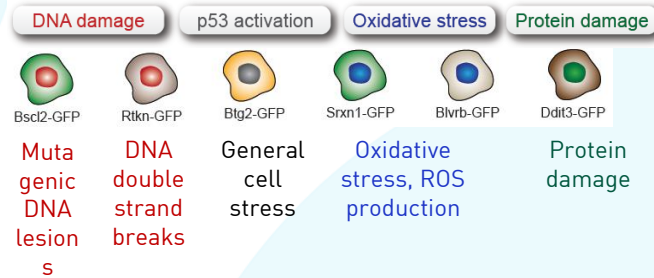 DNA damage
p53 activation
Oxidative stress
Protein damage
Bscl2-GFP
Rtkn-GFP
Btg2-GFP
Srxn1-GFP
Blvrb-GFP
Ddit3-GFP
Muta
genic
DNA
lesion
s
DNA
double
strand
breaks
General
cell
stress
Oxidative
stress, ROS
production
Protein
damage